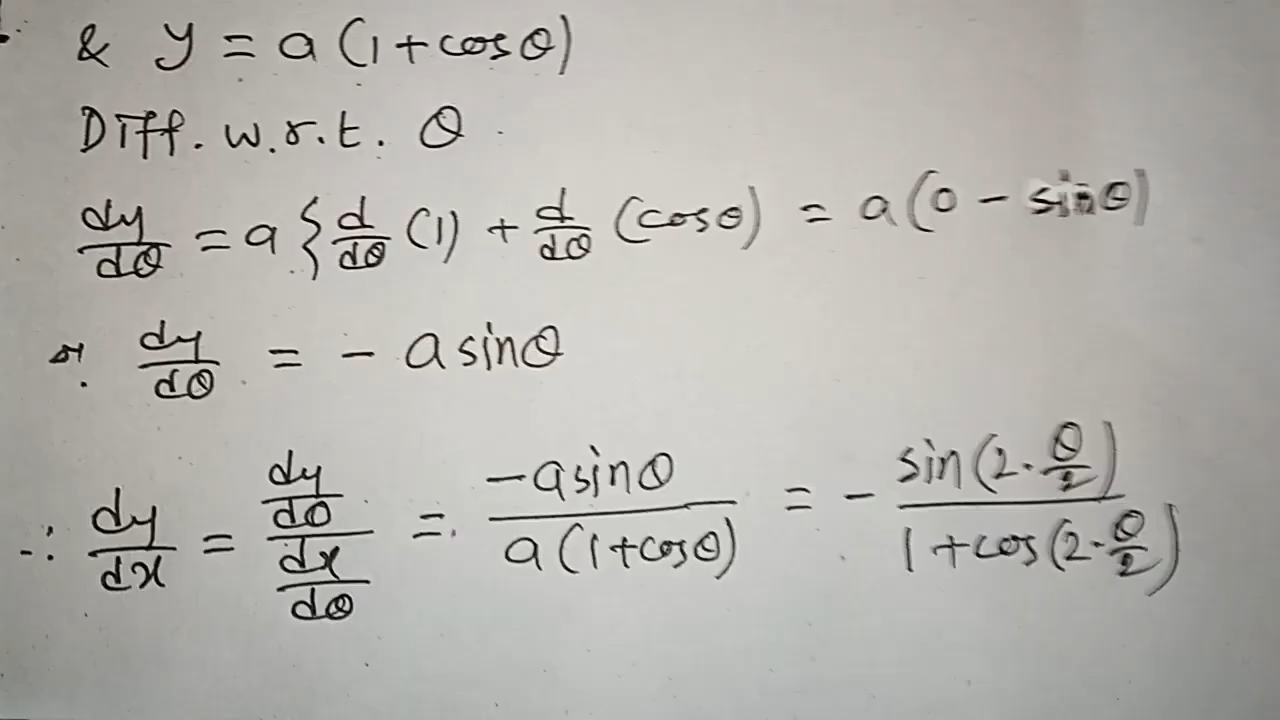 & y = a (1 + cosθ)
Diff. w.r.t. θ
dy/dθ = a { d/dθ (1) + d/dθ (cosθ) = a (0 - sinθ)
or. dy/dθ = - a sinθ
∴ dy/dx = (dy/dθ)/(dx/dθ) = (-a sinθ)/(a (1+cosθ)) = - (sin (2·θ/2))/(1 + cos (2·θ/2))